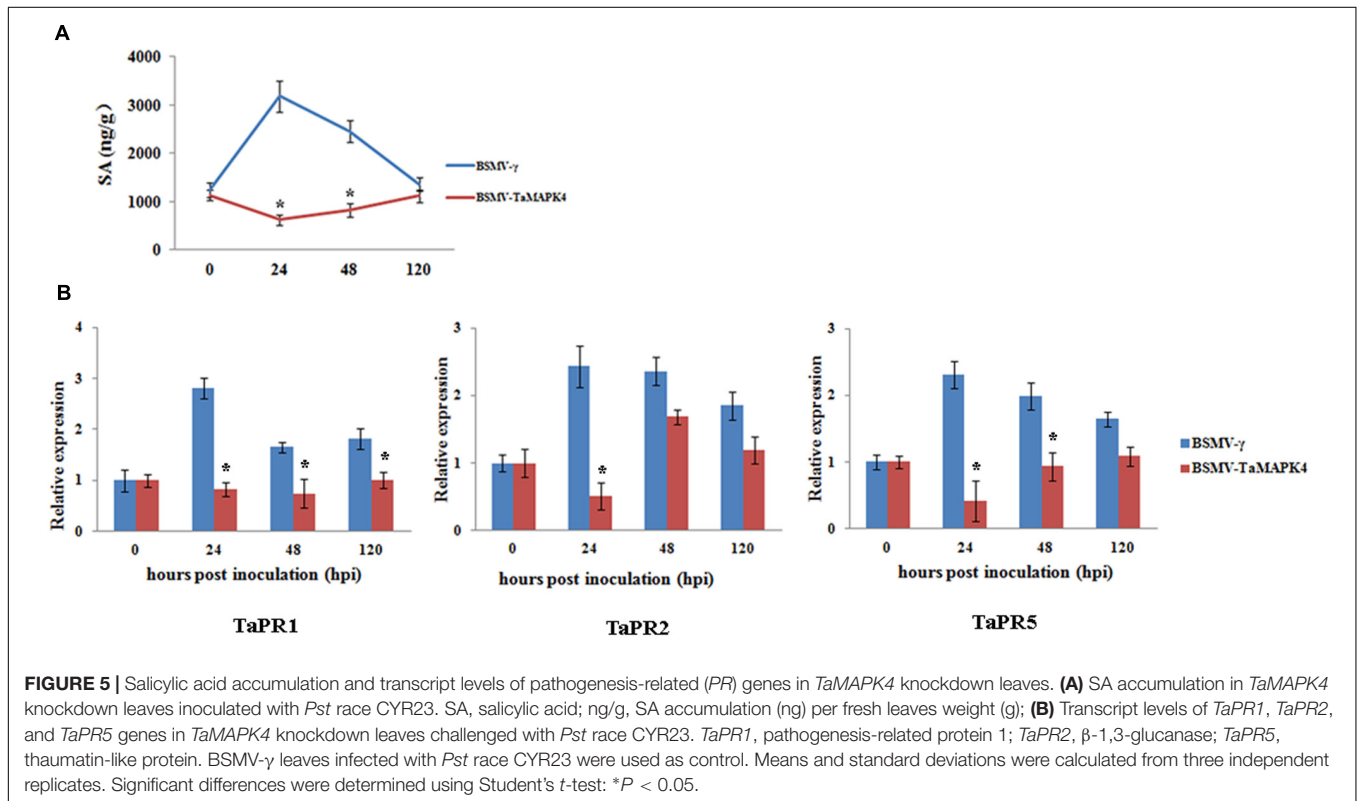 A
4000
3000
2000
1000
0
SA (ng/g)
0 24 48 120
BSMV-γ
BSMV-TaMAPK4
*
*
B
4
3
2
1
0
Relative expression
* * *
0 24 48 120
hours post inoculation (hpi)
TaPR1
3
2
1
0
Relative expression
*
0 24 48 120
hours post inoculation (hpi)
TaPR2
3
2
1
0
Relative expression
*
*
0 24 48 120
hours post inoculation (hpi)
TaPR5
BSMV-γ
BSMV-TaMAPK4
FIGURE 5 | Salicylic acid accumulation and transcript levels of pathogenesis-related (PR) genes in TaMAPK4 knockdown leaves. (A) SA accumulation in TaMAPK4
knockdown leaves inoculated with Pst race CYR23. SA, salicylic acid; ng/g, SA accumulation (ng) per fresh leaves weight (g); (B) Transcript levels of TaPR1, TaPR2,
and TaPR5 genes in TaMAPK4 knockdown leaves challenged with Pst race CYR23. TaPR1, pathogenesis-related protein 1; TaPR2, β-1,3-glucanase; TaPR5,
thaumatin-like protein. BSMV-γ leaves infected with Pst race CYR23 were used as control. Means and standard deviations were calculated from three independent
replicates. Significant differences were determined using Student's t-test: *P < 0.05.